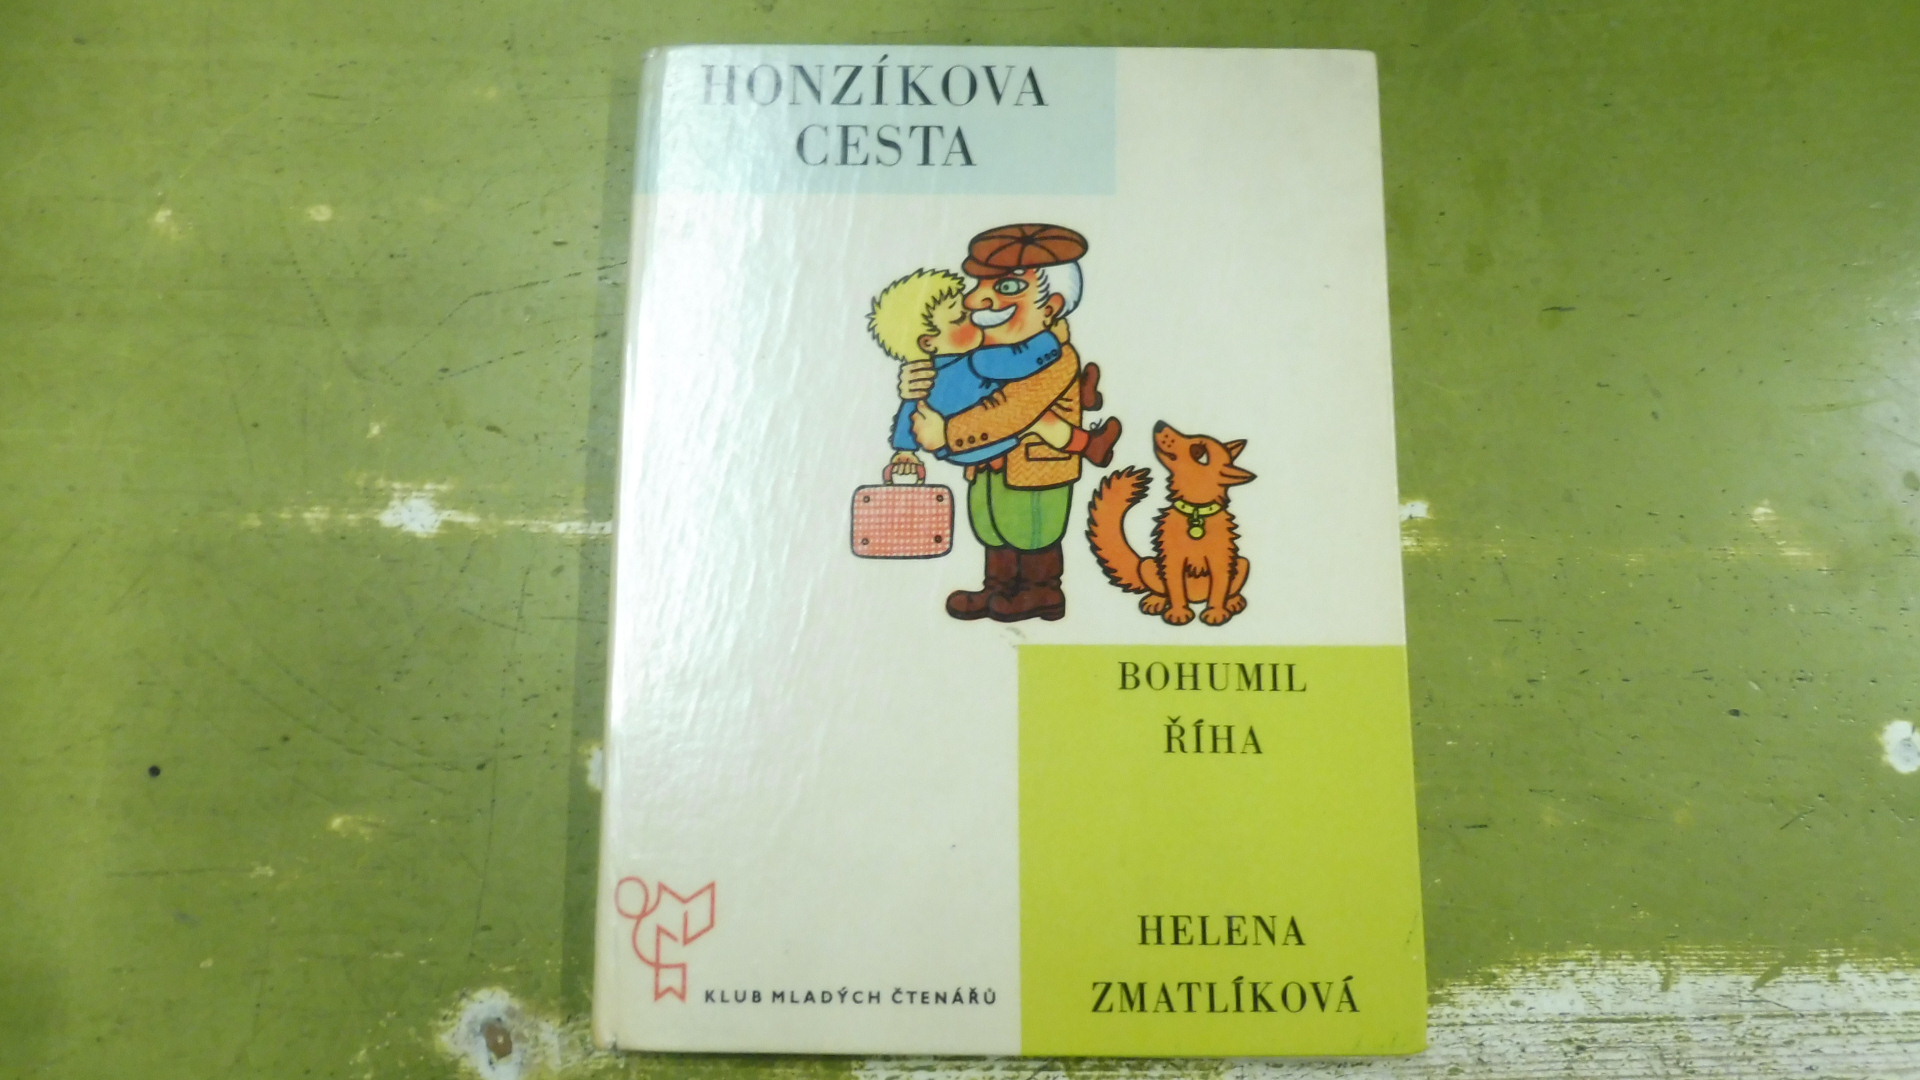 HONZÍKOVA
CESTA
BOHUMIL
ŘÍHA
HELENA
ZMATLÍKOVÁ
KLUB MLADÝCH ČTENÁŘŮ